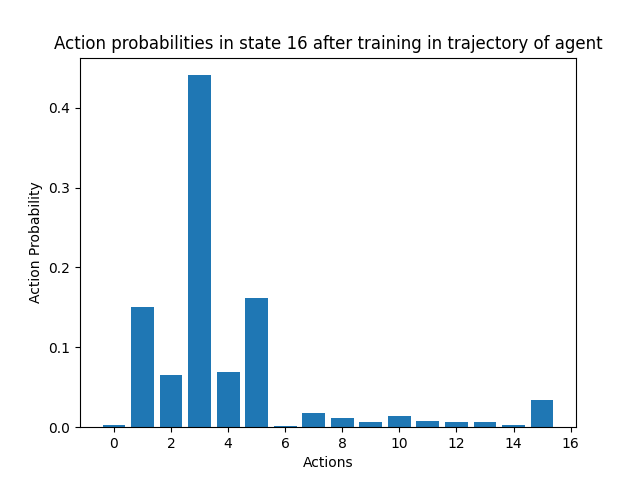 Action probabilities in state 16 after training in trajectory of agent
0.4
0.3
0.2
0.1
0.0
Action Probability
0 2 4 6 8 10 12 14 16
Actions